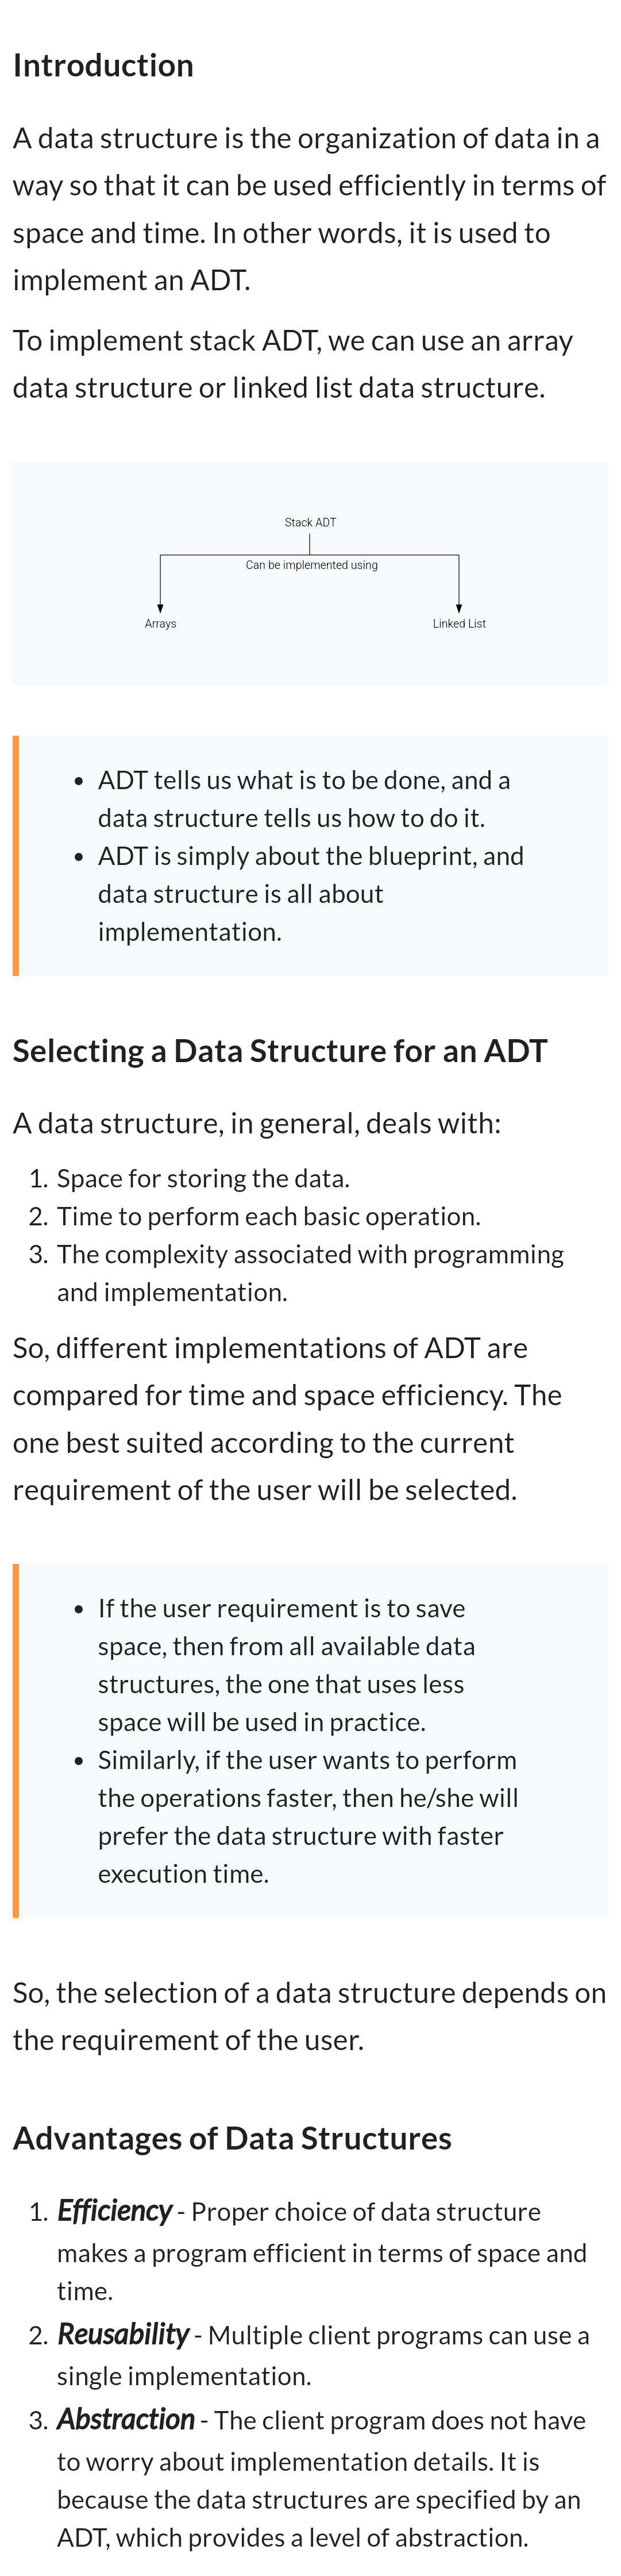 Introduction
A data structure is the organization of data in a
way so that it can be used efficiently in terms of
space and time. In other words, it is used to
implement an ADT.
To implement stack ADT, we can use an array
data structure or linked list data structure.
Stack ADT
Can be implemented using
Arrays
Linked List
• ADT tells us what is to be done, and a
data structure tells us how to do it.
• ADT is simply about the blueprint, and
data structure is all about
implementation.
Selecting a Data Structure for an ADT
A data structure, in general, deals with:
1. Space for storing the data.
2. Time to perform each basic operation.
3. The complexity associated with programming
and implementation.
So, different implementations of ADT are
compared for time and space efficiency. The
one best suited according to the current
requirement of the user will be selected.
• If the user requirement is to save
space, then from all available data
structures, the one that uses less
space will be used in practice.
• Similarly, if the user wants to perform
the operations faster, then he/she will
prefer the data structure with faster
execution time.
So, the selection of a data structure depends on
the requirement of the user.
Advantages of Data Structures
1. Efficiency - Proper choice of data structure
makes a program efficient in terms of space and
time.
2. Reusability - Multiple client programs can use a
single implementation.
3. Abstraction - The client program does not have
to worry about implementation details. It is
because the data structures are specified by an
ADT, which provides a level of abstraction.